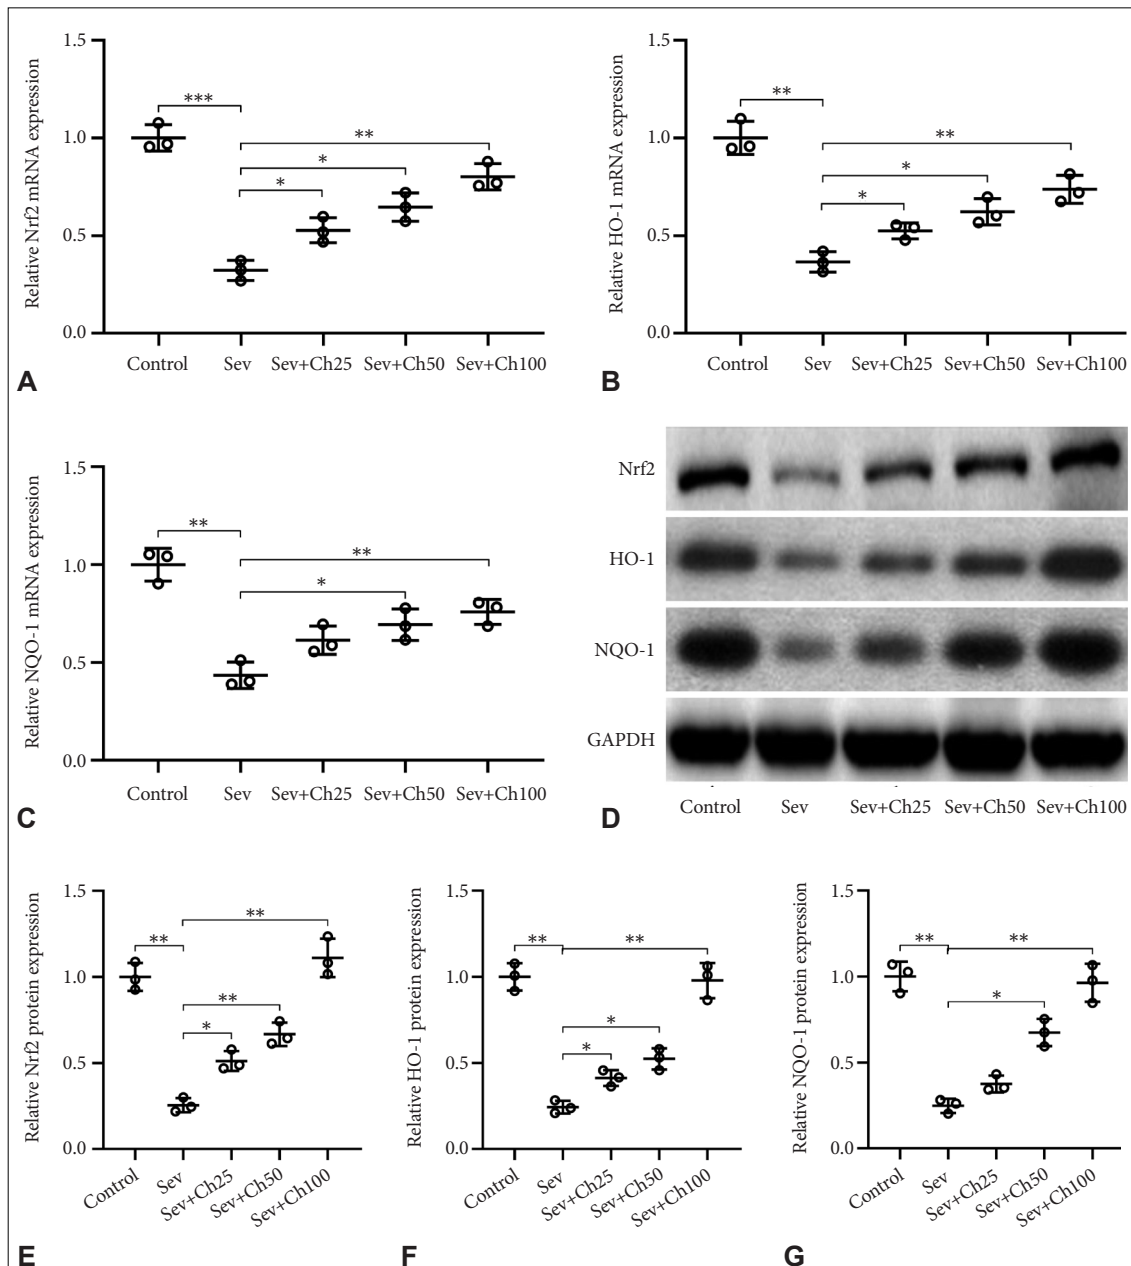 Relative Nrf2 mRNA expression
1.5
1.0
0.5
0.0
***
**
*
*
Control Sev Sev+Ch25 Sev+Ch50 Sev+Ch100
A
Relative HO-1 mRNA expression
1.5
1.0
0.5
0.0
**
**
*
*
Control Sev Sev+Ch25 Sev+Ch50 Sev+Ch100
B
Relative NQO-1 mRNA expression
1.5
1.0
0.5
0.0
**
**
*
Control Sev Sev+Ch25 Sev+Ch50 Sev+Ch100
C
Nrf2
HO-1
NQO-1
GAPDH
Control Sev Sev+Ch25 Sev+Ch50 Sev+Ch100
D
Relative Nrf2 protein expression
1.5
1.0
0.5
0.0
**
**
**
*
Control Sev Sev+Ch25 Sev+Ch50 Sev+Ch100
E
Relative HO-1 protein expression
1.5
1.0
0.5
0.0
**
**
*
*
Control Sev Sev+Ch25 Sev+Ch50 Sev+Ch100
F
Relative NQO-1 protein expression
1.5
1.0
0.5
0.0
**
**
*
Control Sev Sev+Ch25 Sev+Ch50 Sev+Ch100
G